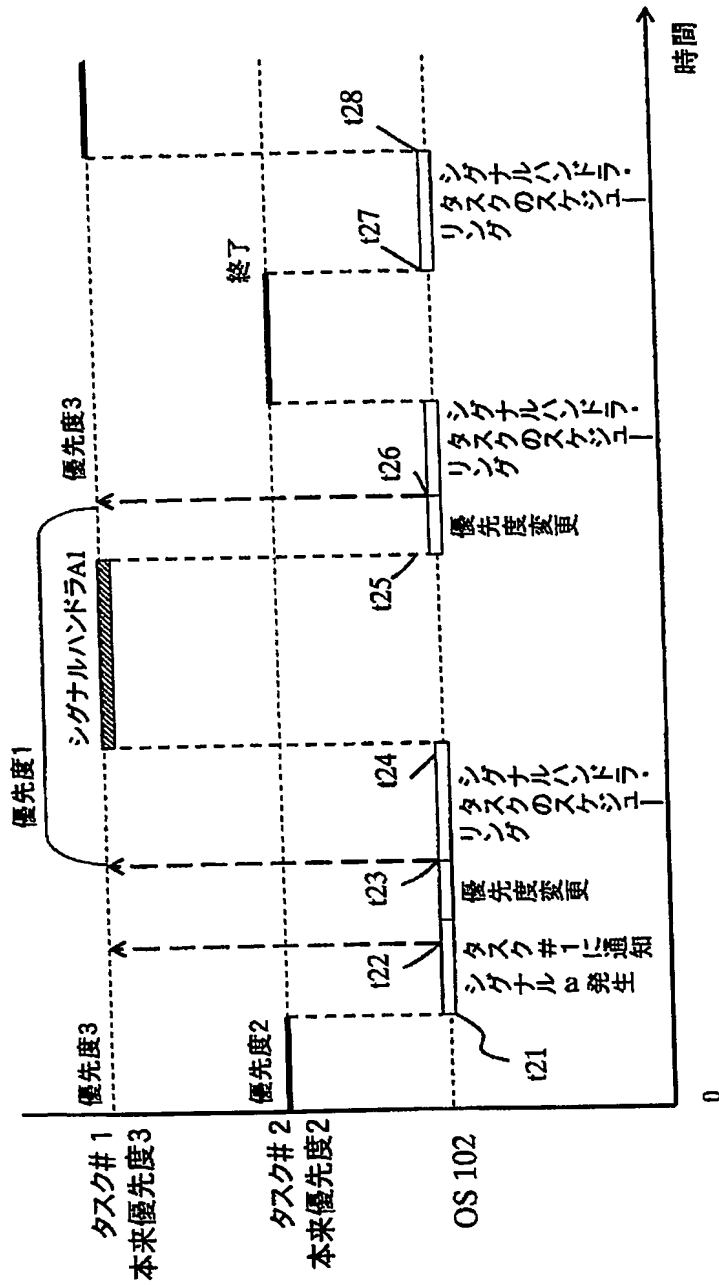 優先度1
優先度3
シグナルハンドラA1
優先度3
タスク#1
本来優先度3
終了
優先度2
タスク#2
本来優先度2
OS 102
t21
t22
t23
t24
t25
t26
t27
t28
シグナルa発生
タスク#1に通知
優先度変更
シグナルハンドラ・
タスクのスケジュー
リング
優先度変更
シグナルハンドラ・
タスクのスケジュー
リング
シグナルハンドラ・
タスクのスケジュー
リング
0
時間